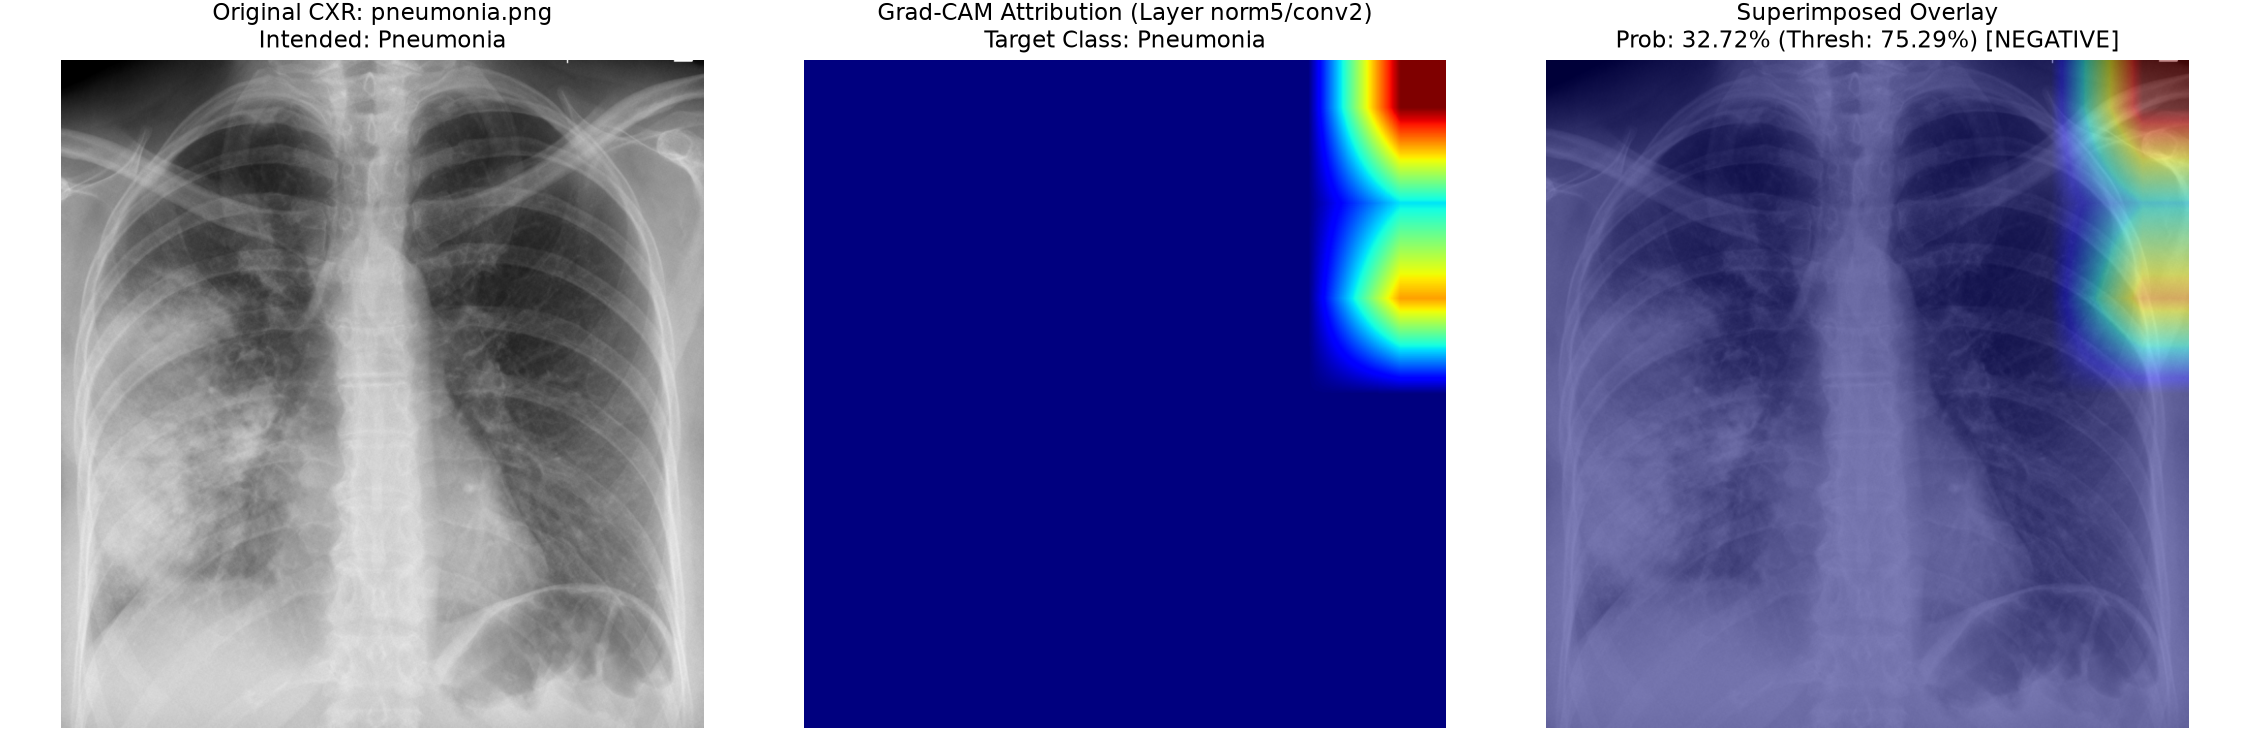 Original CXR: pneumonia.png
Intended: Pneumonia
Grad-CAM Attribution (Layer norm5/conv2)
Target Class: Pneumonia
Superimposed Overlay
Prob: 32.72% (Thresh: 75.29%) [NEGATIVE]